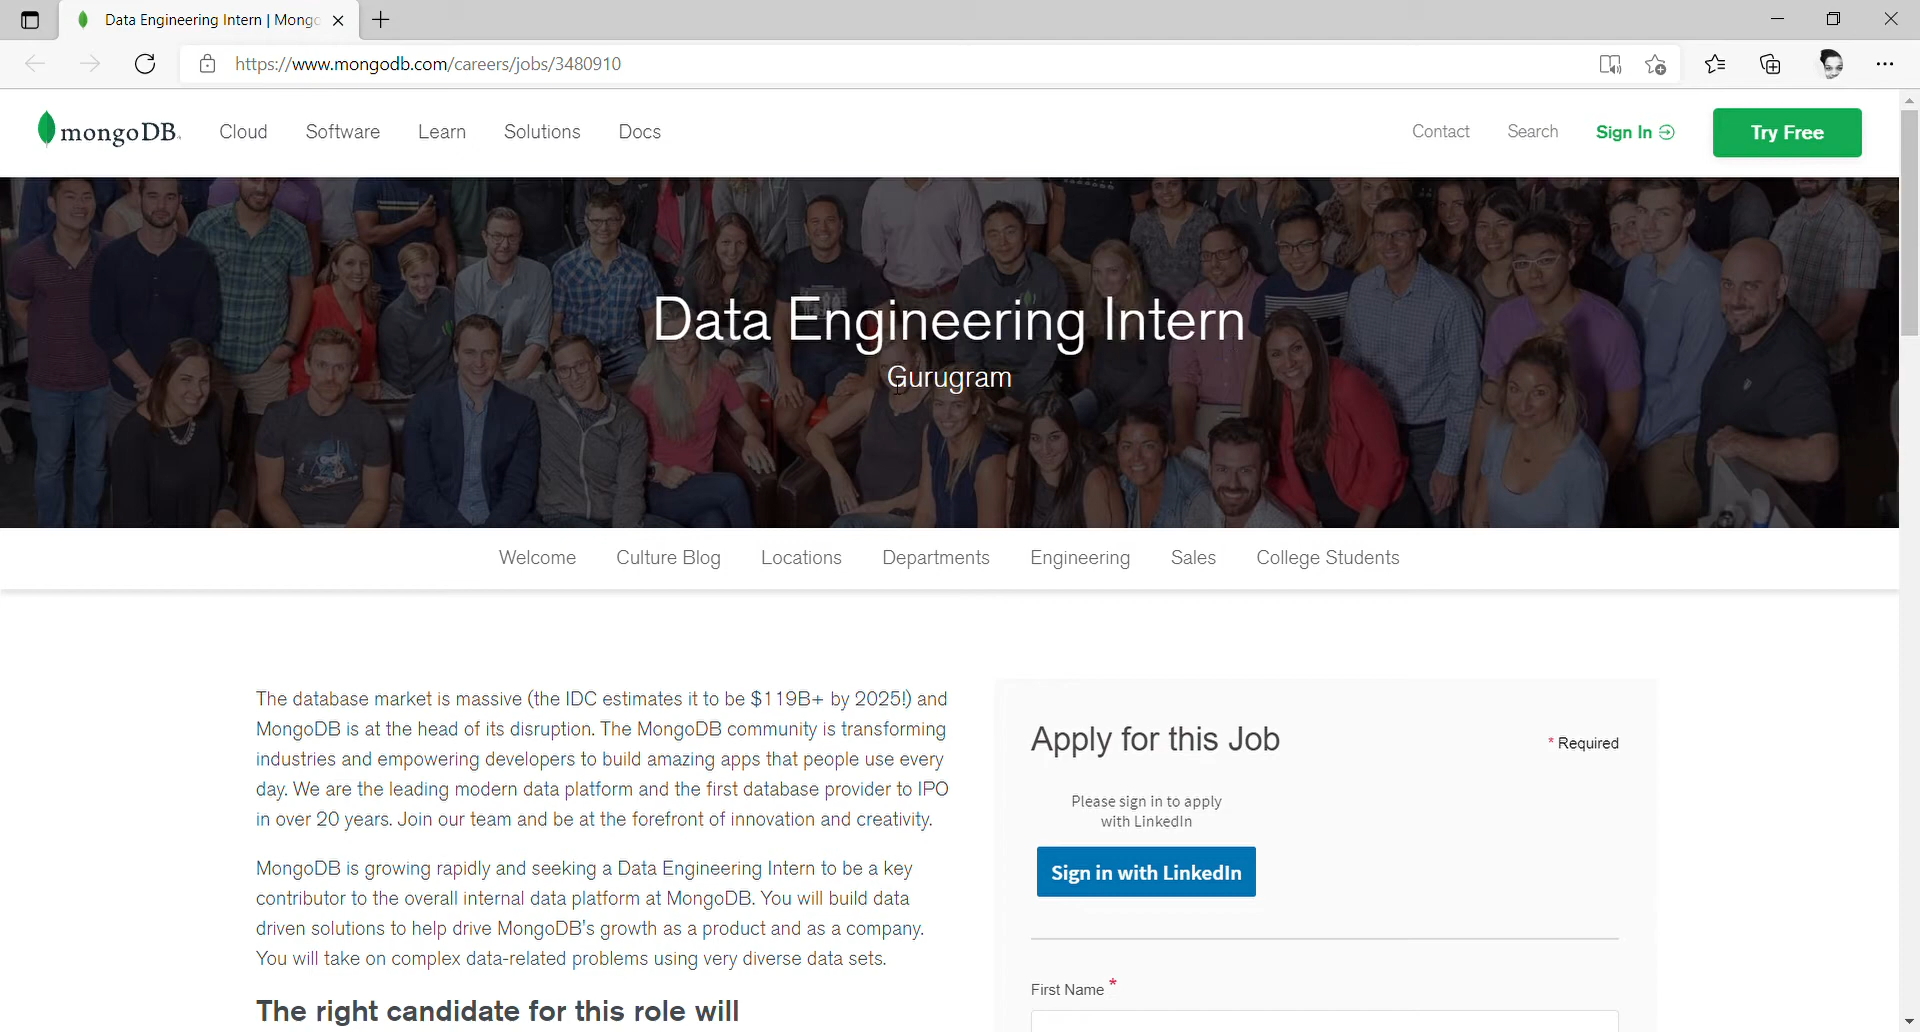 Data Engineering Intern | Mongo
https://www.mongodb.com/careers/jobs/3480910
mongoDB. Cloud Software Learn Solutions Docs Contact Search Sign In Try Free
Data Engineering Intern
Gurugram
Welcome Culture Blog Locations Departments Engineering Sales College Students
The database market is massive (the IDC estimates it to be $119B+ by 2025!) and
MongoDB is at the head of its disruption. The MongoDB community is transforming
industries and empowering developers to build amazing apps that people use every
day. We are the leading modern data platform and the first database provider to IPO
in over 20 years. Join our team and be at the forefront of innovation and creativity.
MongoDB is growing rapidly and seeking a Data Engineering Intern to be a key
contributor to the overall internal data platform at MongoDB. You will build data
driven solutions to help drive MongoDB's growth as a product and as a company.
You will take on complex data-related problems using very diverse data sets.
The right candidate for this role will
Apply for this Job
* Required
Please sign in to apply
with LinkedIn
Sign in with LinkedIn
First Name *